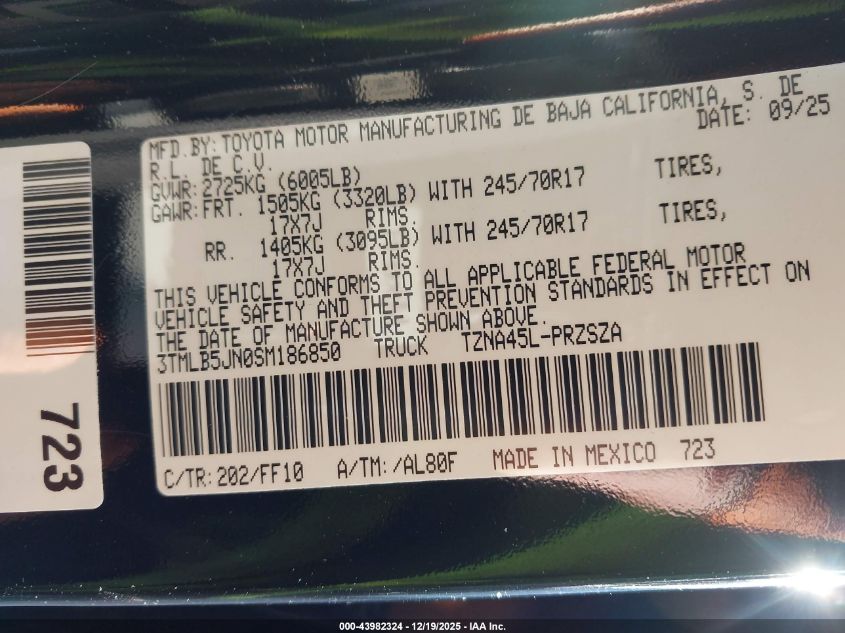 MFD.BY:TOYOTA MOTOR MANUFACTURING DE BAJA CALIFORNIA, S. DE
R.L. DE C.V. DATE: 09/25
GVWR:2725KG (6005LB)
GAWR:FRT. 1505KG (3320LB) WITH 245/70R17 TIRES,
17X7J RIMS.
RR. 1405KG (3095LB) WITH 245/70R17 TIRES,
17X7J RIMS.
THIS VEHICLE CONFORMS TO ALL APPLICABLE FEDERAL MOTOR
VEHICLE SAFETY AND THEFT PREVENTION STANDARDS IN EFFECT ON
THE DATE OF MANUFACTURE SHOWN ABOVE.
3TMLB5JN0SM186850 TRUCK TZNA45L-PRZSZA
C/TR:202/FF10 A/TM:/AL80F MADE IN MEXICO 723
723
000-43982324 - 12/19/2025 - IAA Inc.